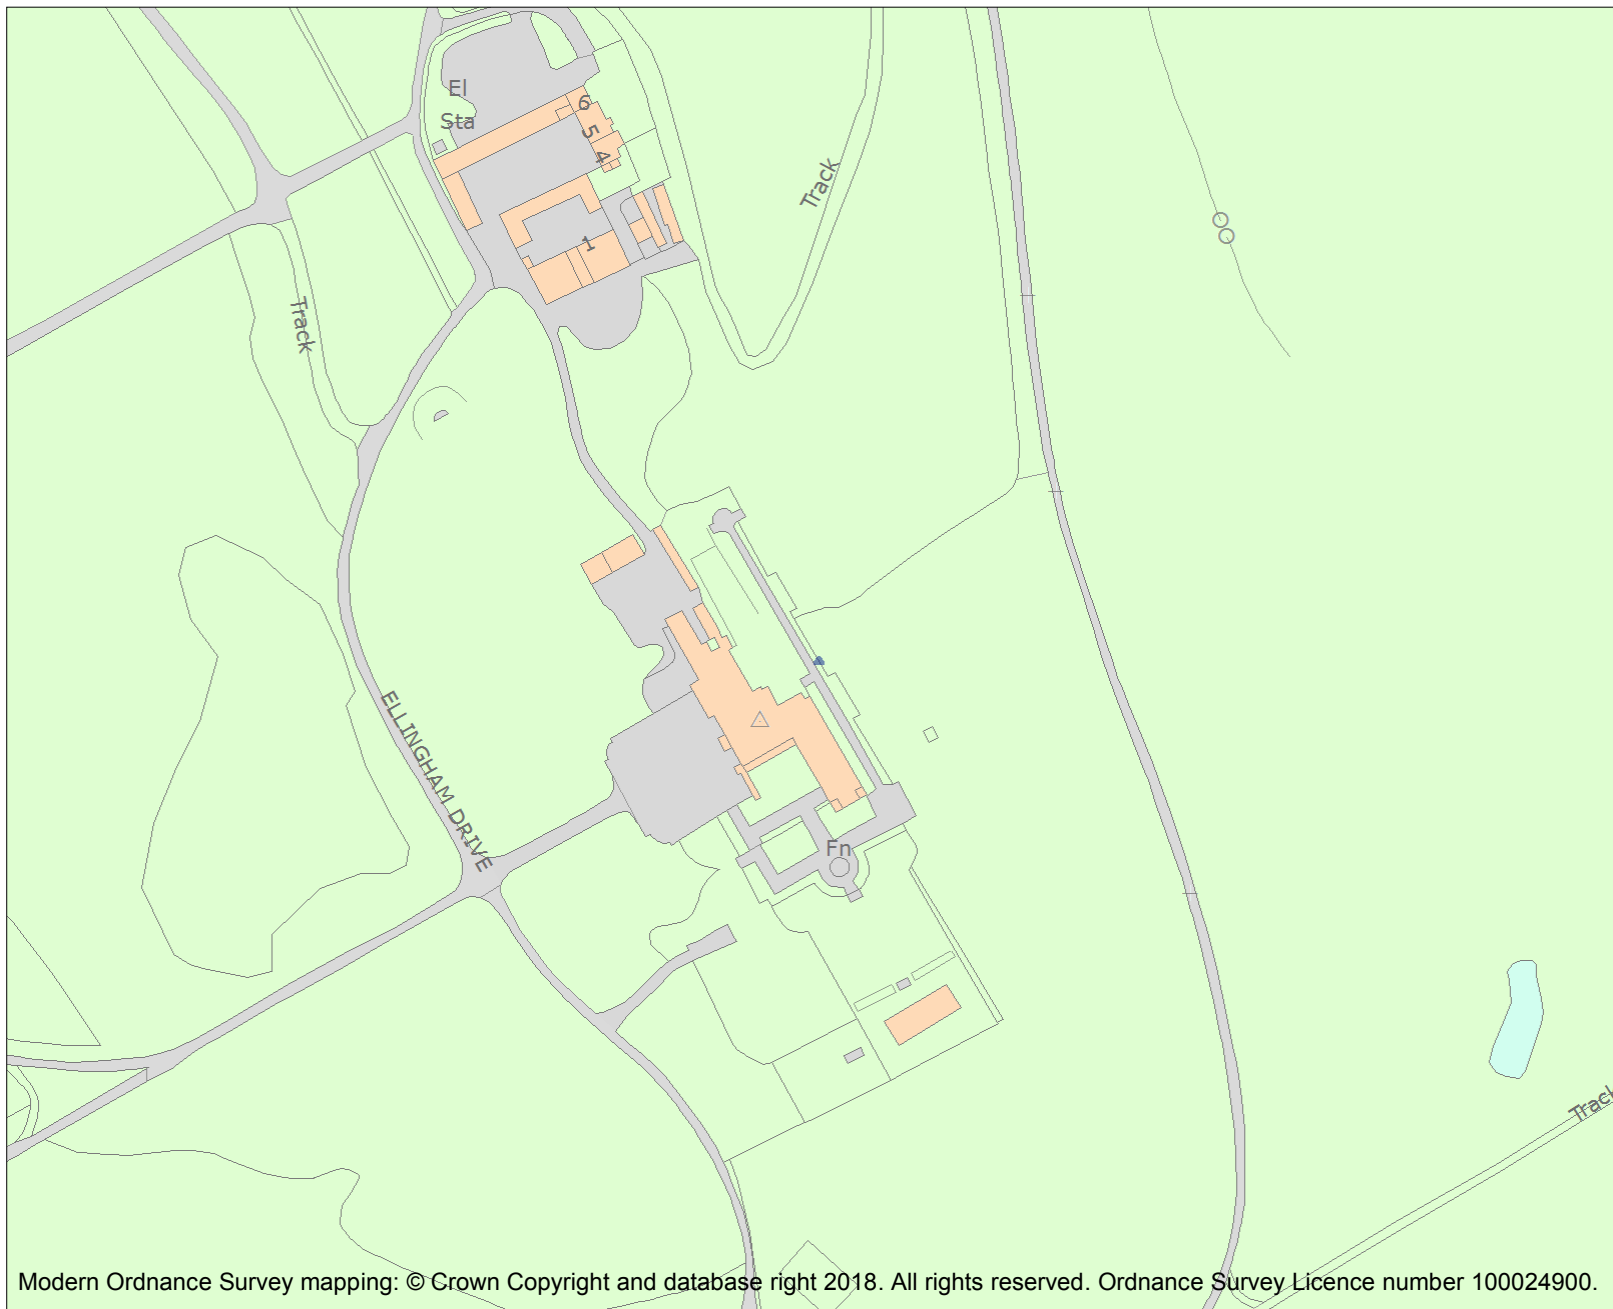 El
Sta
6
5
4
1
Track
Track
ELLINGHAM DRIVE
Fn
Track
Modern Ordnance Survey mapping: © Crown Copyright and database right 2018. All rights reserved. Ordnance Survey Licence number 100024900.